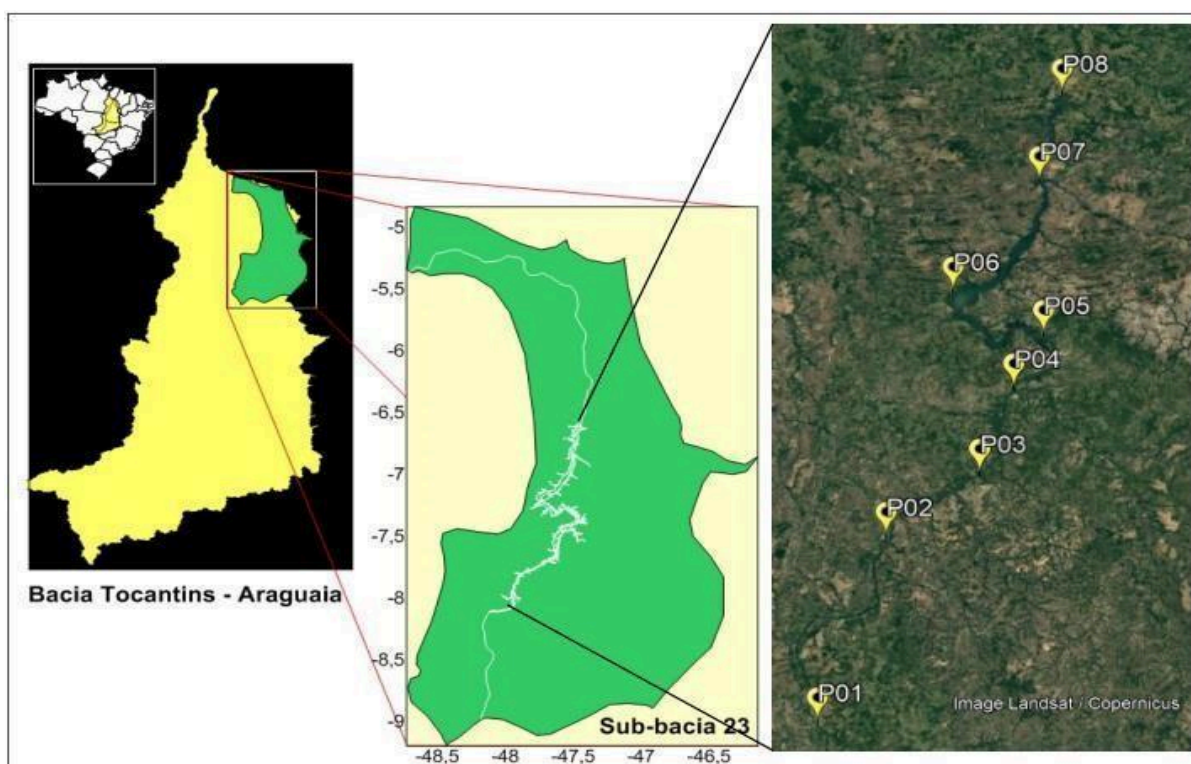 Bacia Tocantins - Araguaia
-5
-5,5
-6
-6,5
-7
-7,5
-8
-8,5
-9
-48,5
-48
-47,5
-47
-46,5
Sub-bacia 23
P08
P07
P06
P05
P04
P03
P02
P01
Image Landsat / Copernicus